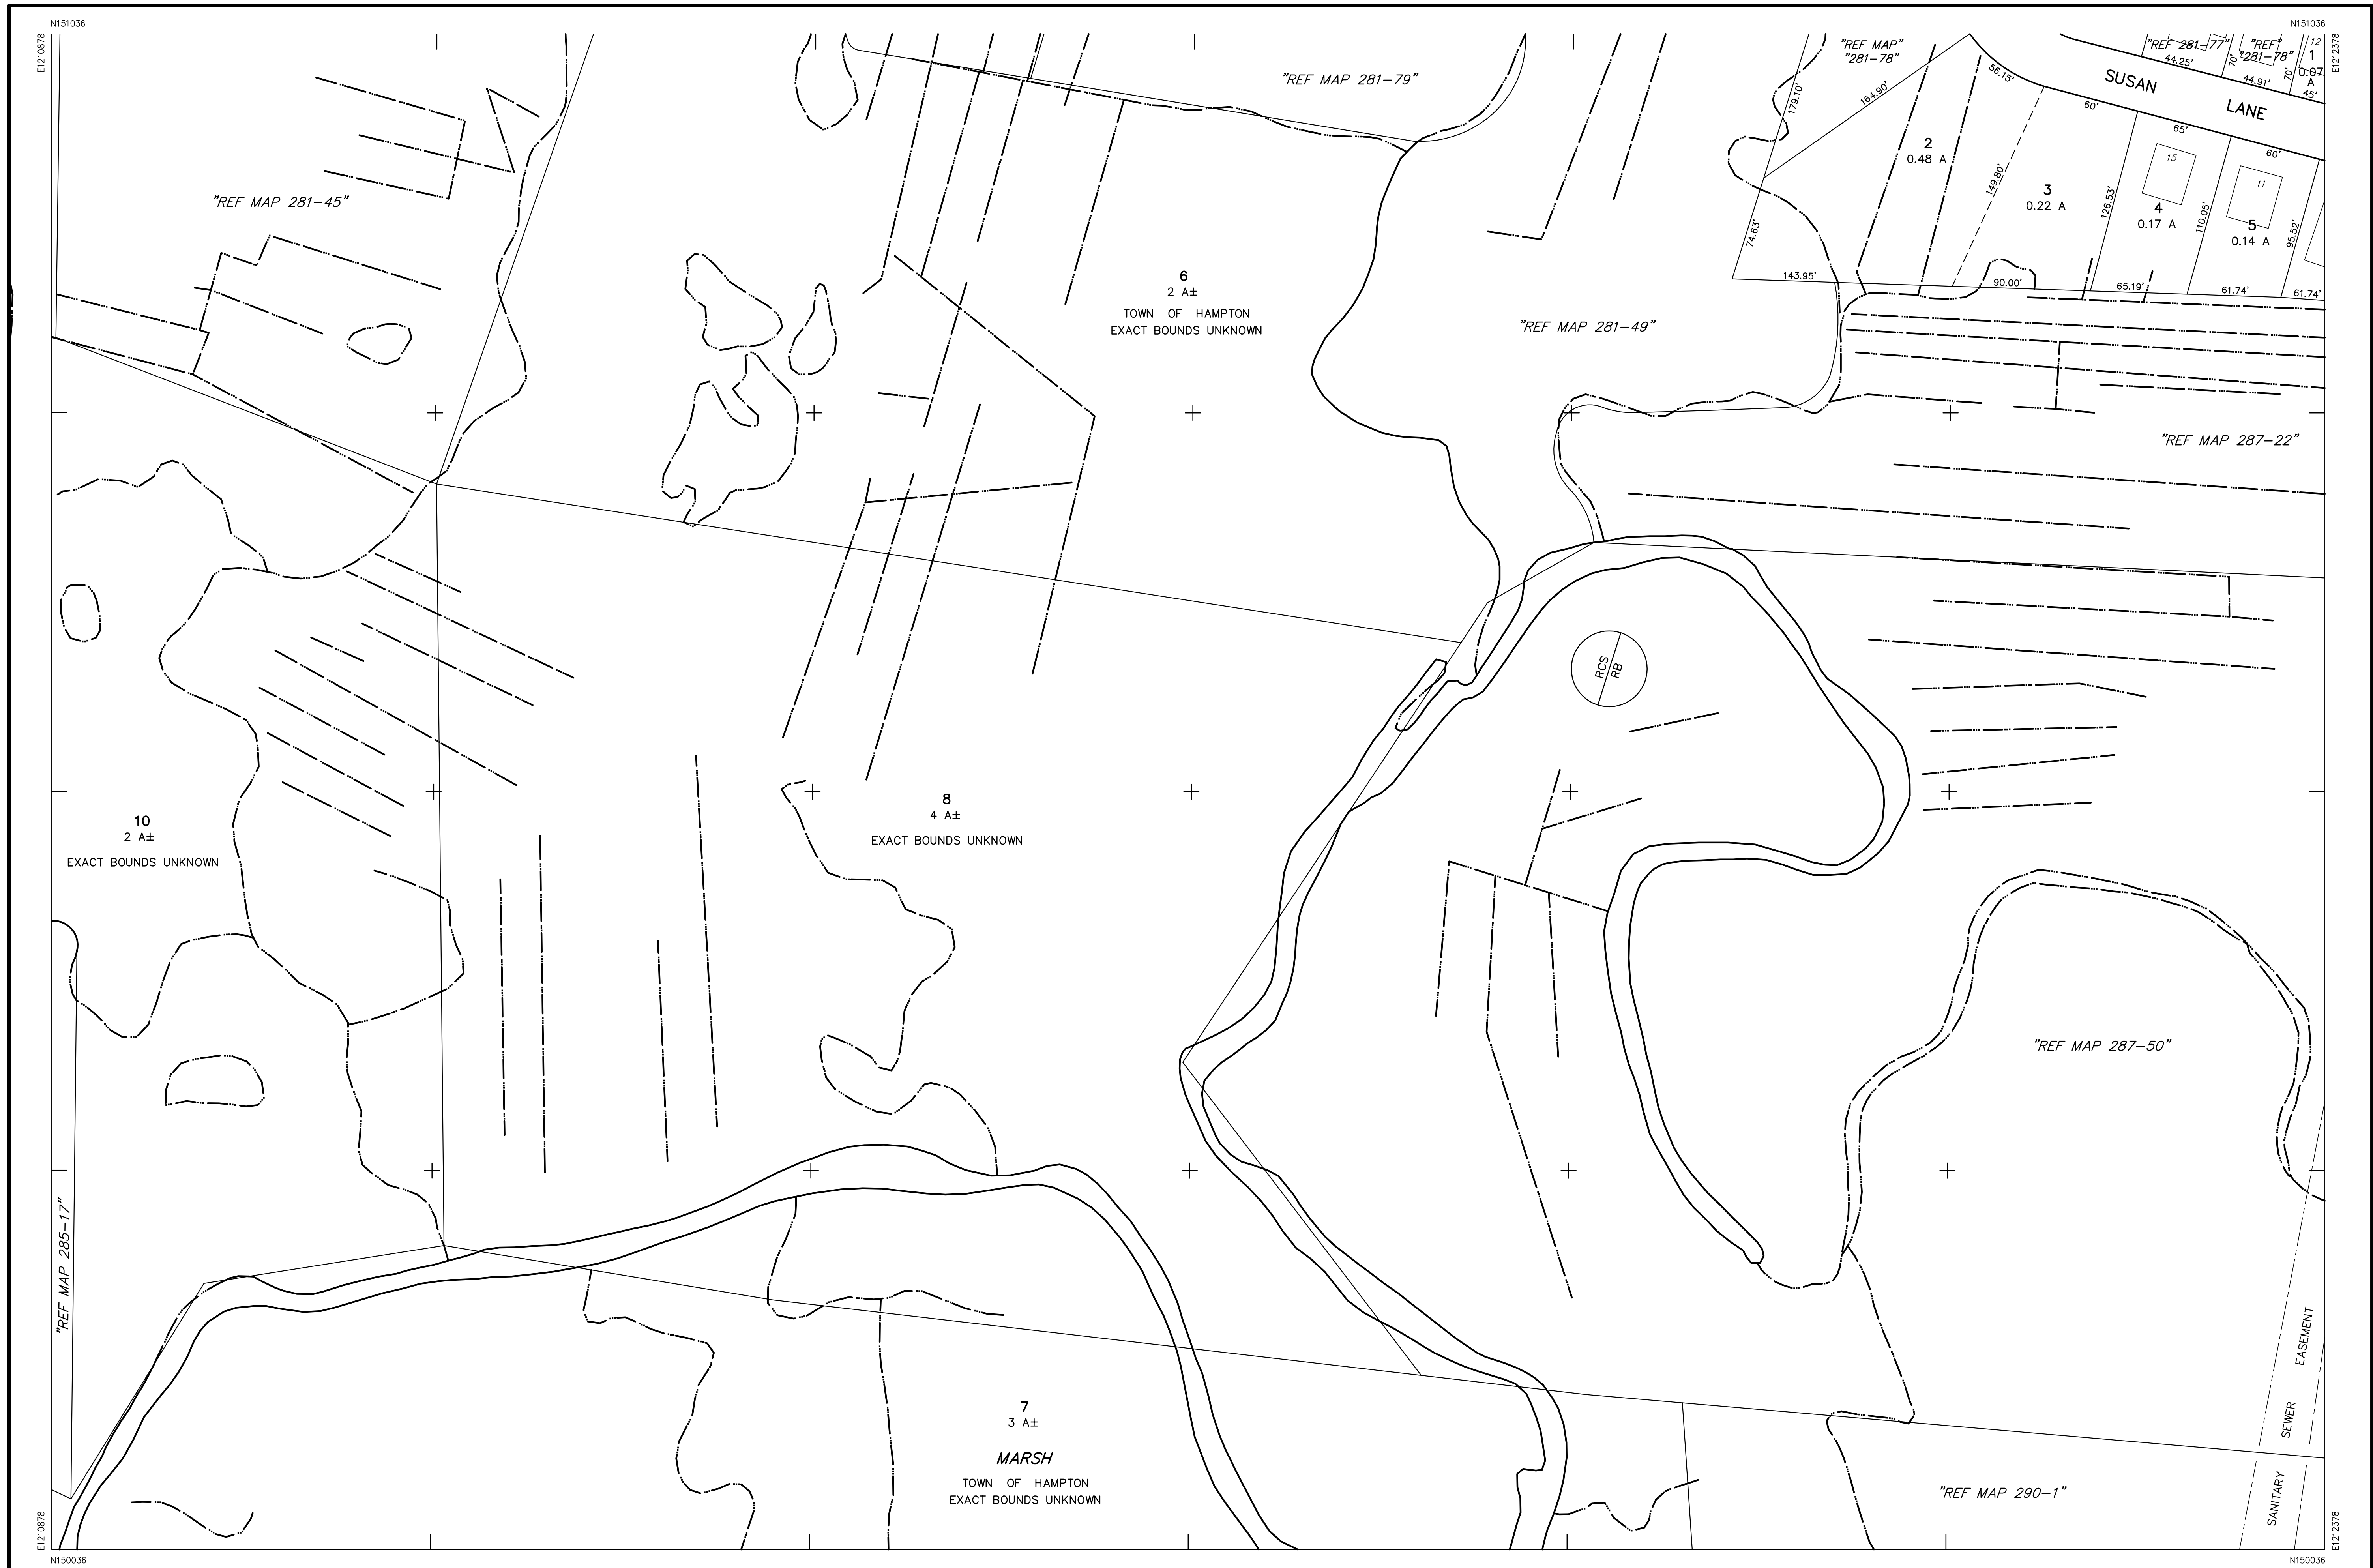 N151036
N151036
E1210878
E1212378
"REF MAP 281-79"
"REF MAP"
"281-78"
"REF 281-77"
"REF"
"281-78"
12
1
0.07
A
44.25'
70'
44.91'
70'
45'
SUSAN LANE
56.15'
164.90'
179.10'
60'
65'
60'
2
0.48 A
149.80'
3
0.22 A
126.53'
15
4
0.17 A
110.05'
11
5
0.14 A
95.52'
74.63'
143.95'
90.00'
65.19'
61.74'
61.74'
"REF MAP 281-45"
6
2 A±
TOWN OF HAMPTON
EXACT BOUNDS UNKNOWN
"REF MAP 281-49"
"REF MAP 287-22"
RCS
RB
10
2 A±
EXACT BOUNDS UNKNOWN
8
4 A±
EXACT BOUNDS UNKNOWN
"REF MAP 287-50"
"REF MAP 285-17"
7
3 A±
MARSH
TOWN OF HAMPTON
EXACT BOUNDS UNKNOWN
"REF MAP 290-1"
SANITARY SEWER EASEMENT
E1210878
E1212378
N150036
N150036